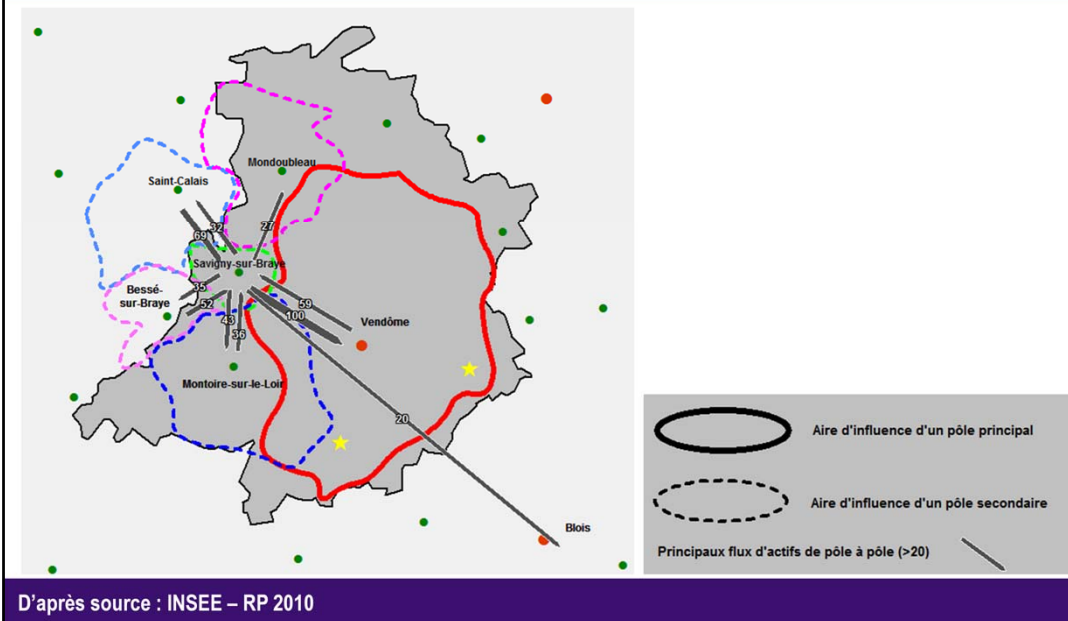 Mondoubleau
Saint-Calais
27
32
69
Savigny-sur-Braye
Bessé-
sur-Braye
35
52
59
100
Vendôme
43
36
Montoire-sur-le-Loir
20
Blois
Aire d'influence d'un pôle principal
Aire d'influence d'un pôle secondaire
Principaux flux d'actifs de pôle à pôle (>20)
D'après source : INSEE – RP 2010